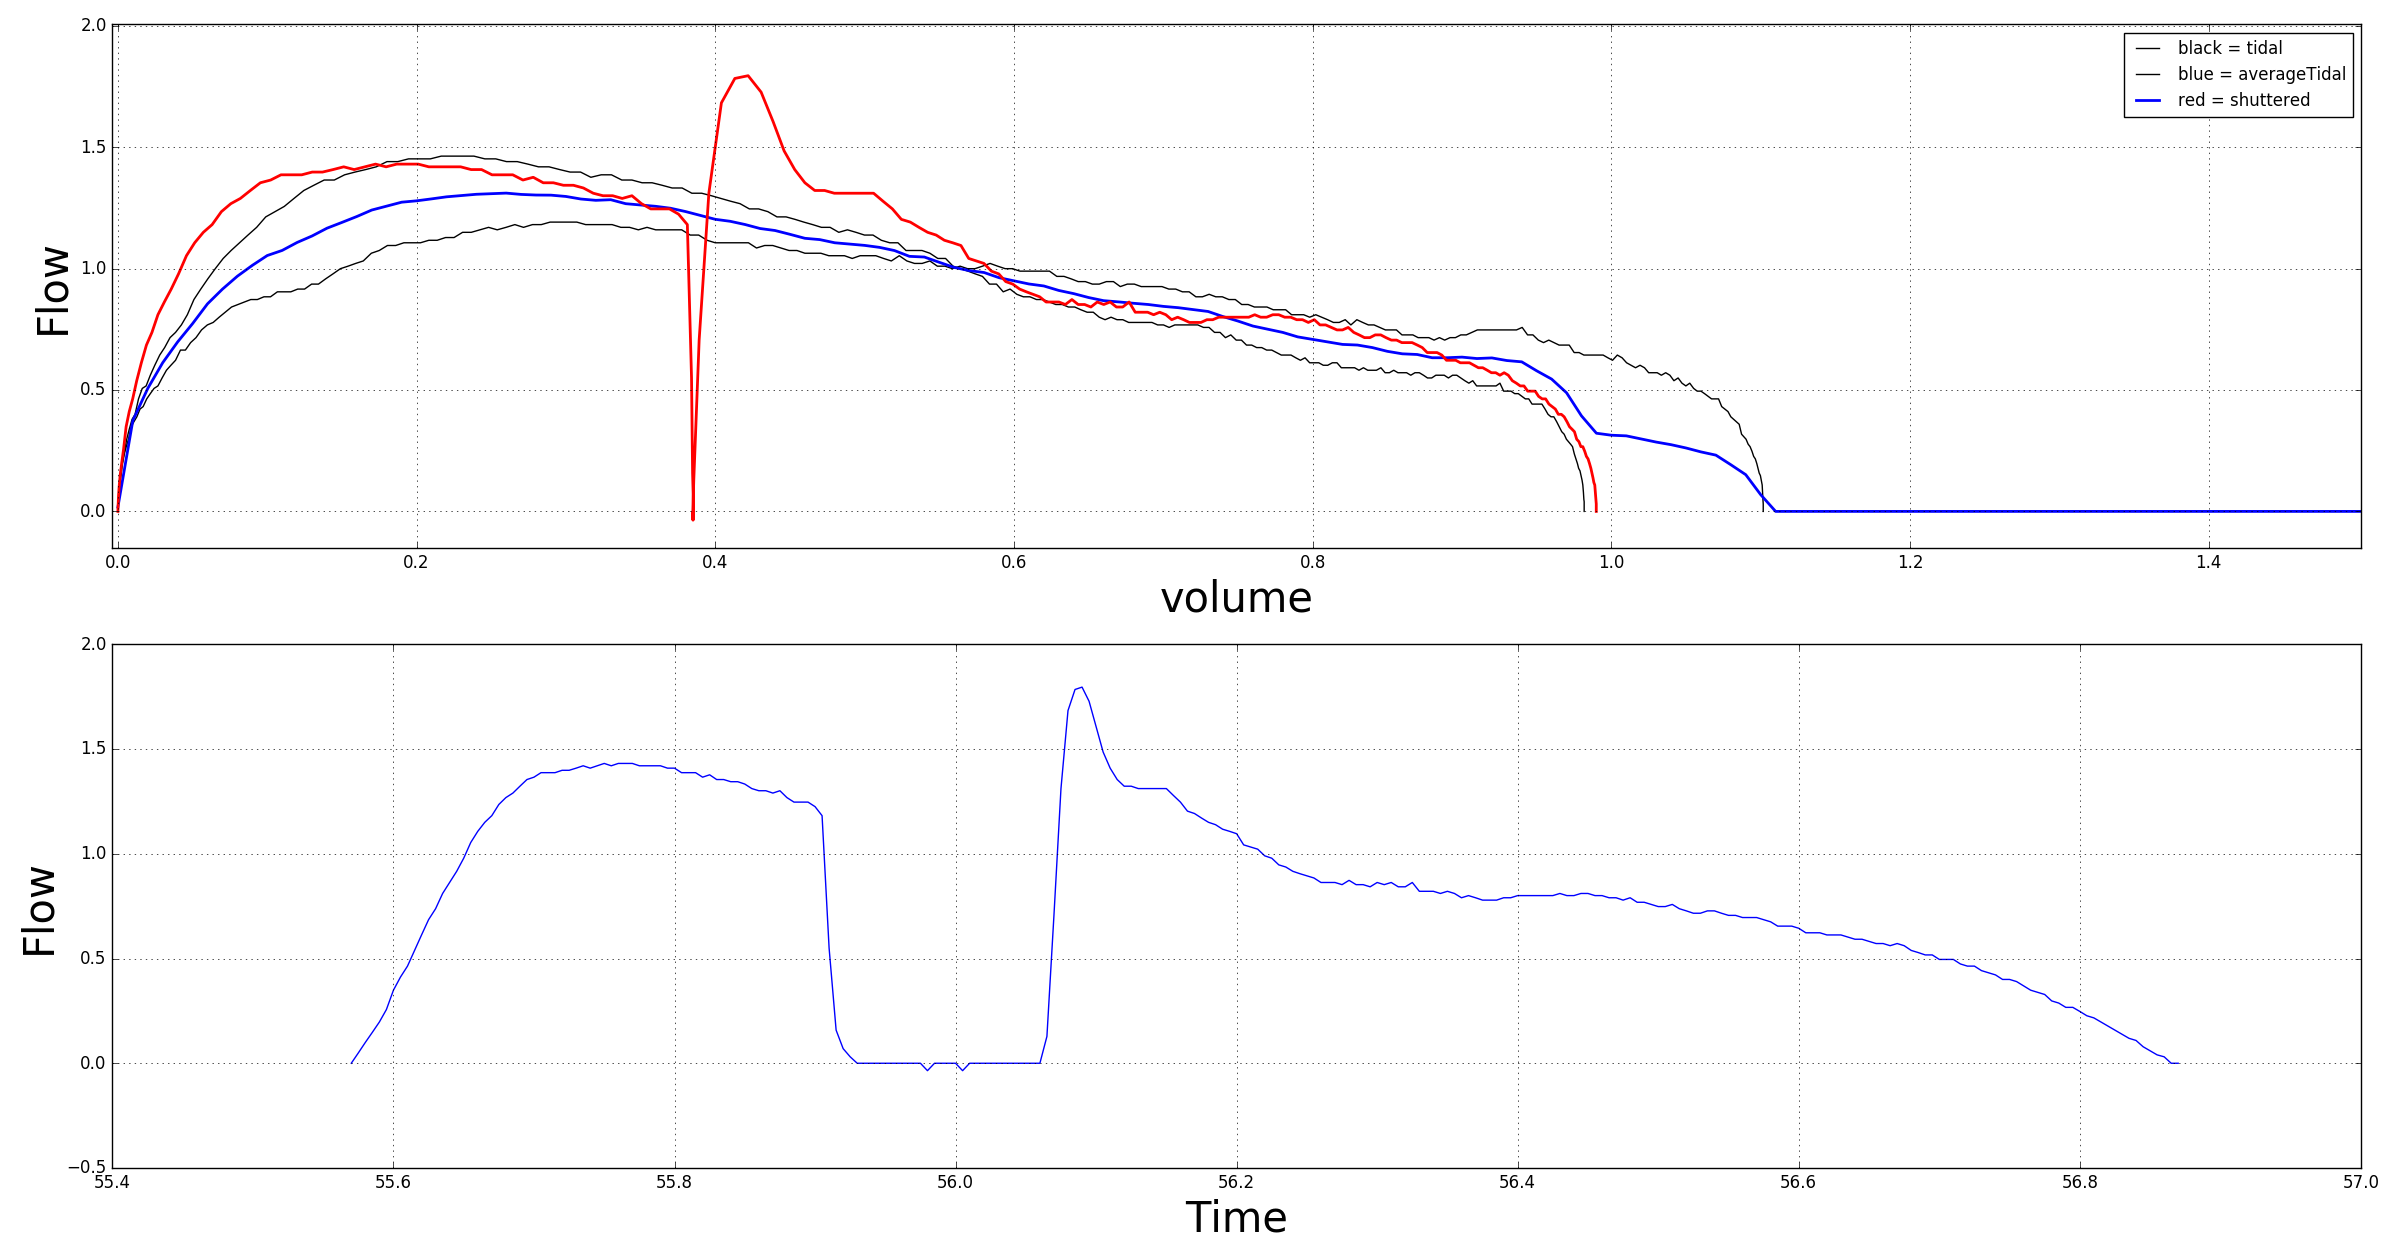 2.0
1.5
1.0
0.5
0.0
Flow
black = tidal
blue = averageTidal
red = shuttered
0.0 0.2 0.4 0.6 0.8 1.0 1.2 1.4
volume
2.0
1.5
1.0
0.5
0.0
−0.5
Flow
55.4 55.6 55.8 56.0 56.2 56.4 56.6 56.8 57.0
Time